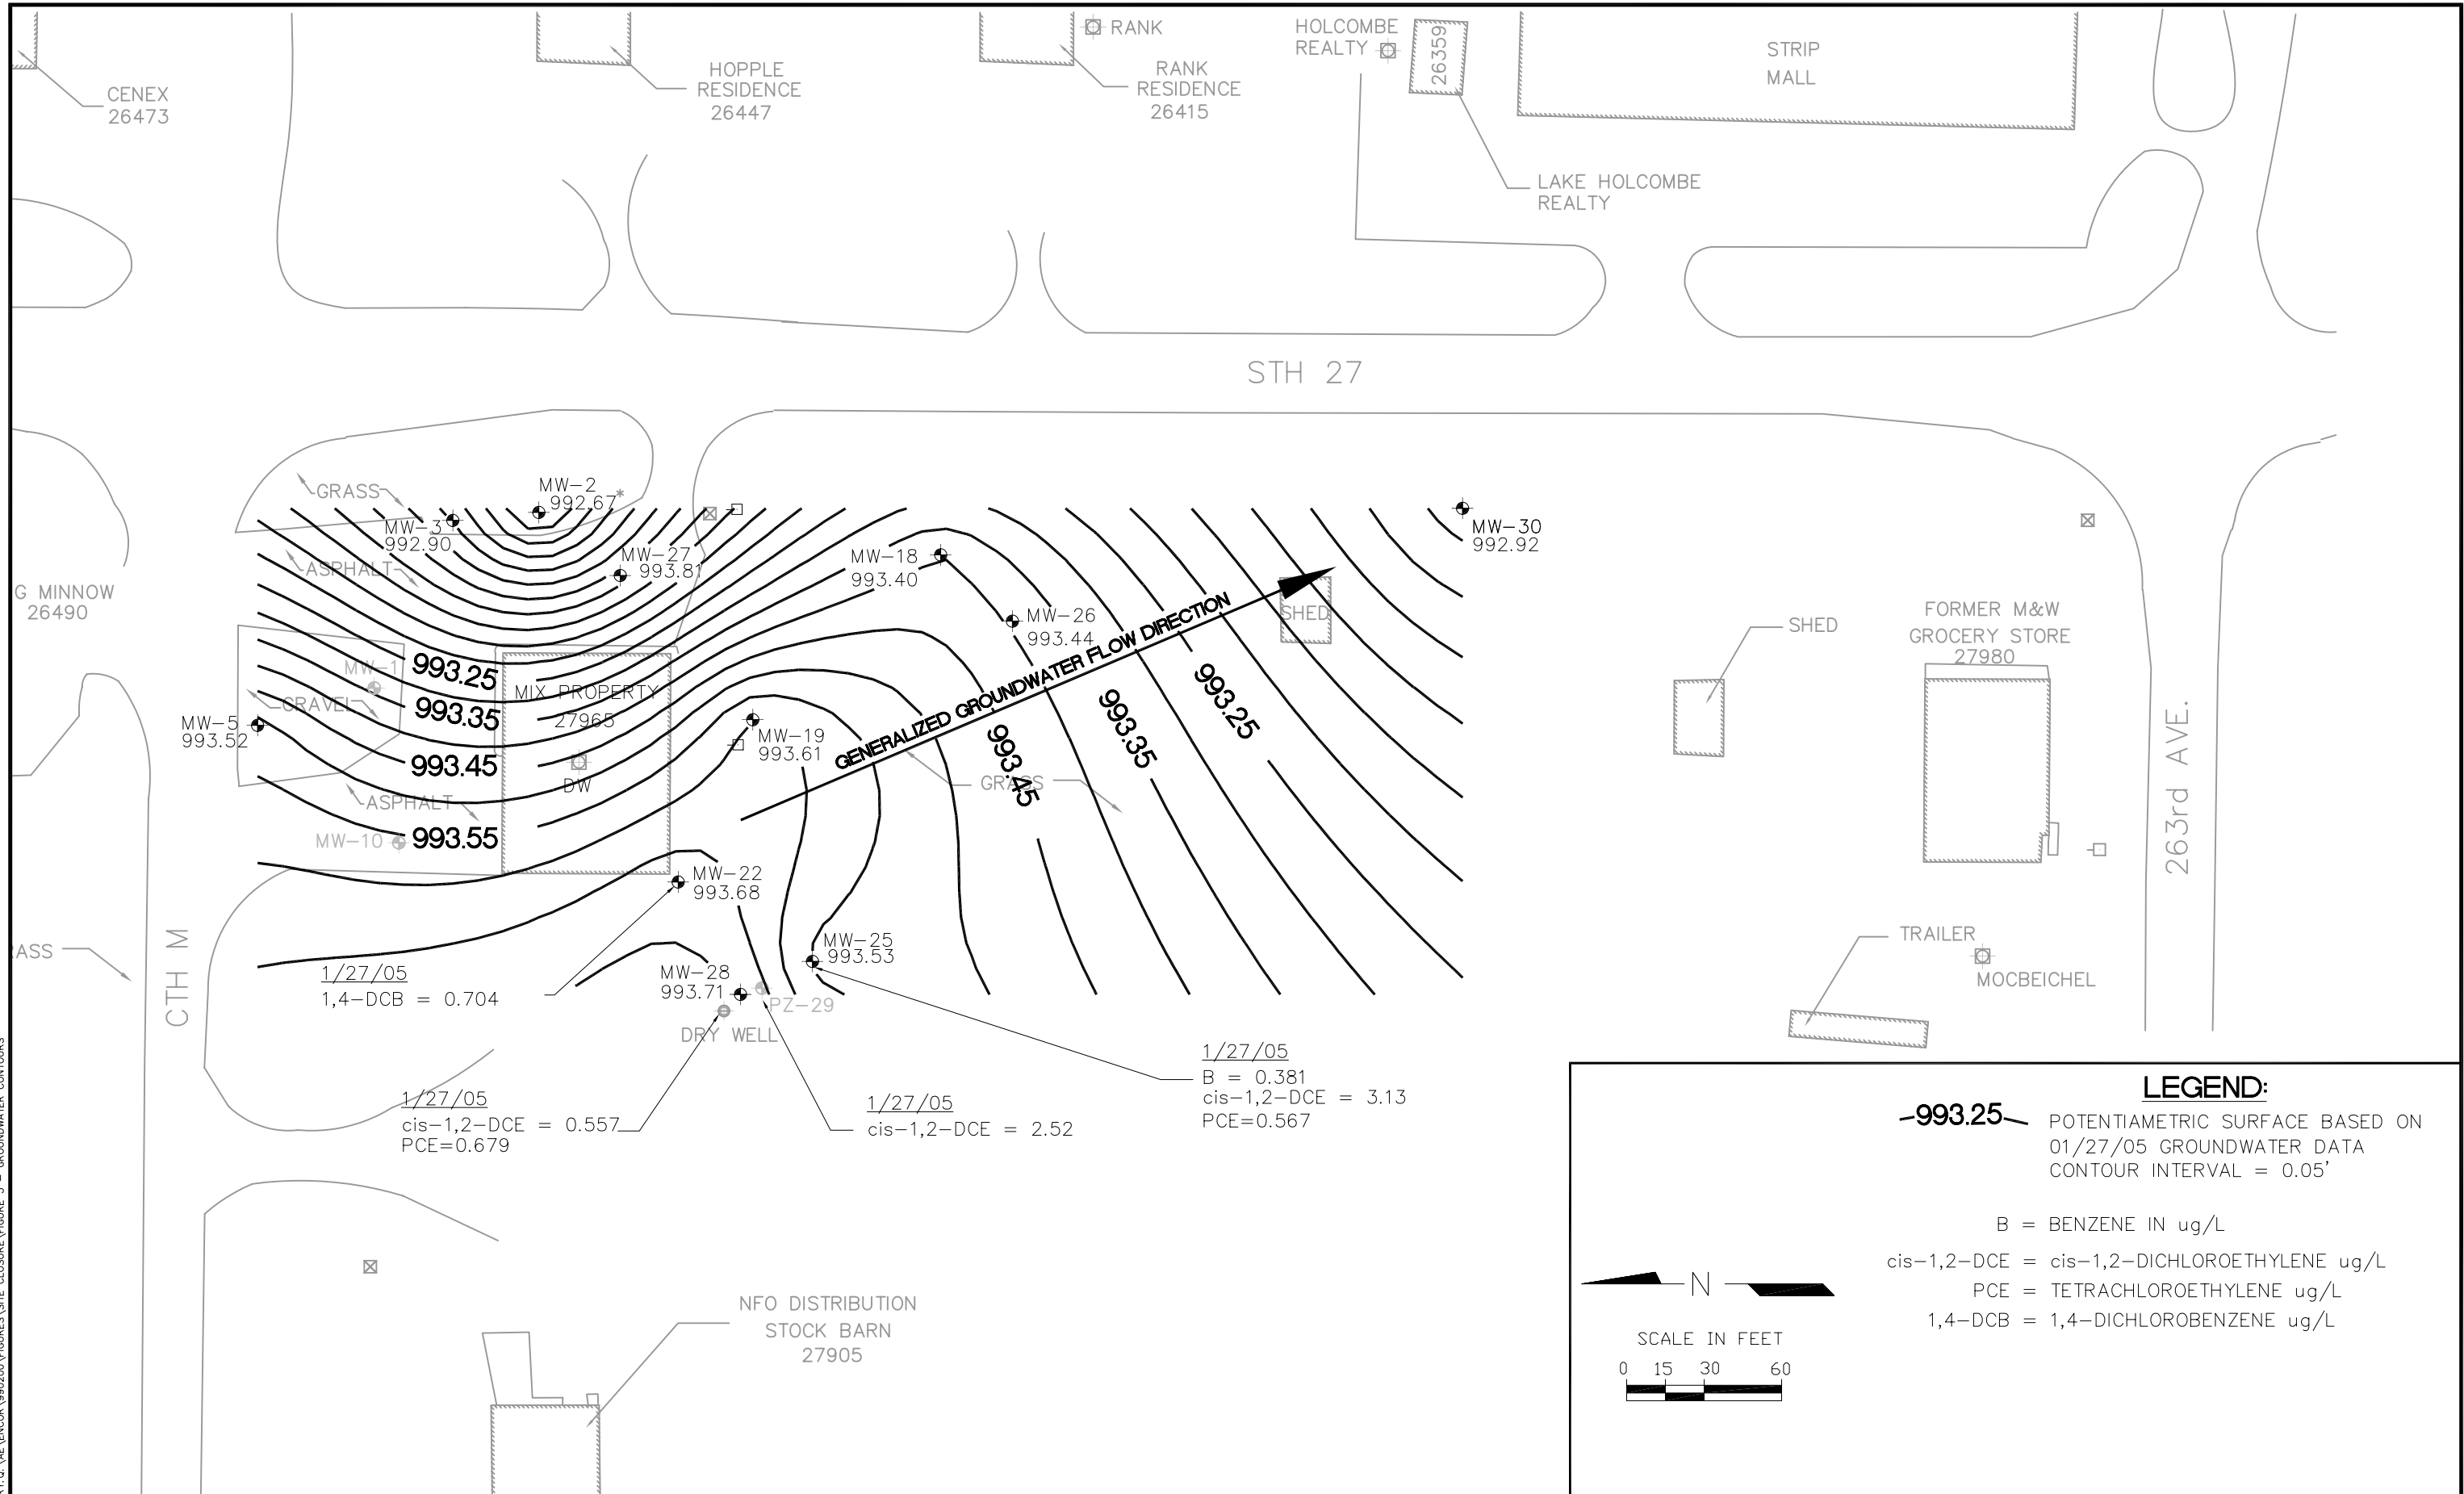 RANK
HOLCOMBE
REALTY
26359
STRIP
MALL
CENEX
26473
HOPPLE
RESIDENCE
26447
RANK
RESIDENCE
26415
LAKE HOLCOMBE
REALTY
STH 27
GRASS
MW-2
992.67*
MW-3
992.90
ASPHALT
MW-27
993.81
MW-18
993.40
MW-30
992.92
G MINNOW
26490
MW-26
993.44
SHED
GENERALIZED GROUNDWATER FLOW DIRECTION
SHED
FORMER M&W
GROCERY STORE
27980
MW-1
993.25
GRAVEL
993.35
MIX PROPERTY
27965
MW-5
993.52
MW-19
993.61
993.45
DW
ASPHALT
MW-10
993.55
993.45
993.35
993.25
GRASS
263rd AVE.
MW-22
993.68
MW-25
993.53
MW-28
993.71
PZ-29
DRY WELL
RASS
CTH M
TRAILER
MOCBEICHEL
1/27/05
1,4-DCB = 0.704
1/27/05
cis-1,2-DCE = 0.557
PCE=0.679
1/27/05
cis-1,2-DCE = 2.52
1/27/05
B = 0.381
cis-1,2-DCE = 3.13
PCE=0.567
NFO DISTRIBUTION
STOCK BARN
27905
LEGEND:
-993.25- POTENTIAMETRIC SURFACE BASED ON
01/27/05 GROUNDWATER DATA
CONTOUR INTERVAL = 0.05'
B = BENZENE IN ug/L
cis-1,2-DCE = cis-1,2-DICHLOROETHYLENE ug/L
PCE = TETRACHLOROETHYLENE ug/L
1,4-DCB = 1,4-DICHLOROBENZENE ug/L
N
SCALE IN FEET
0 15 30 60